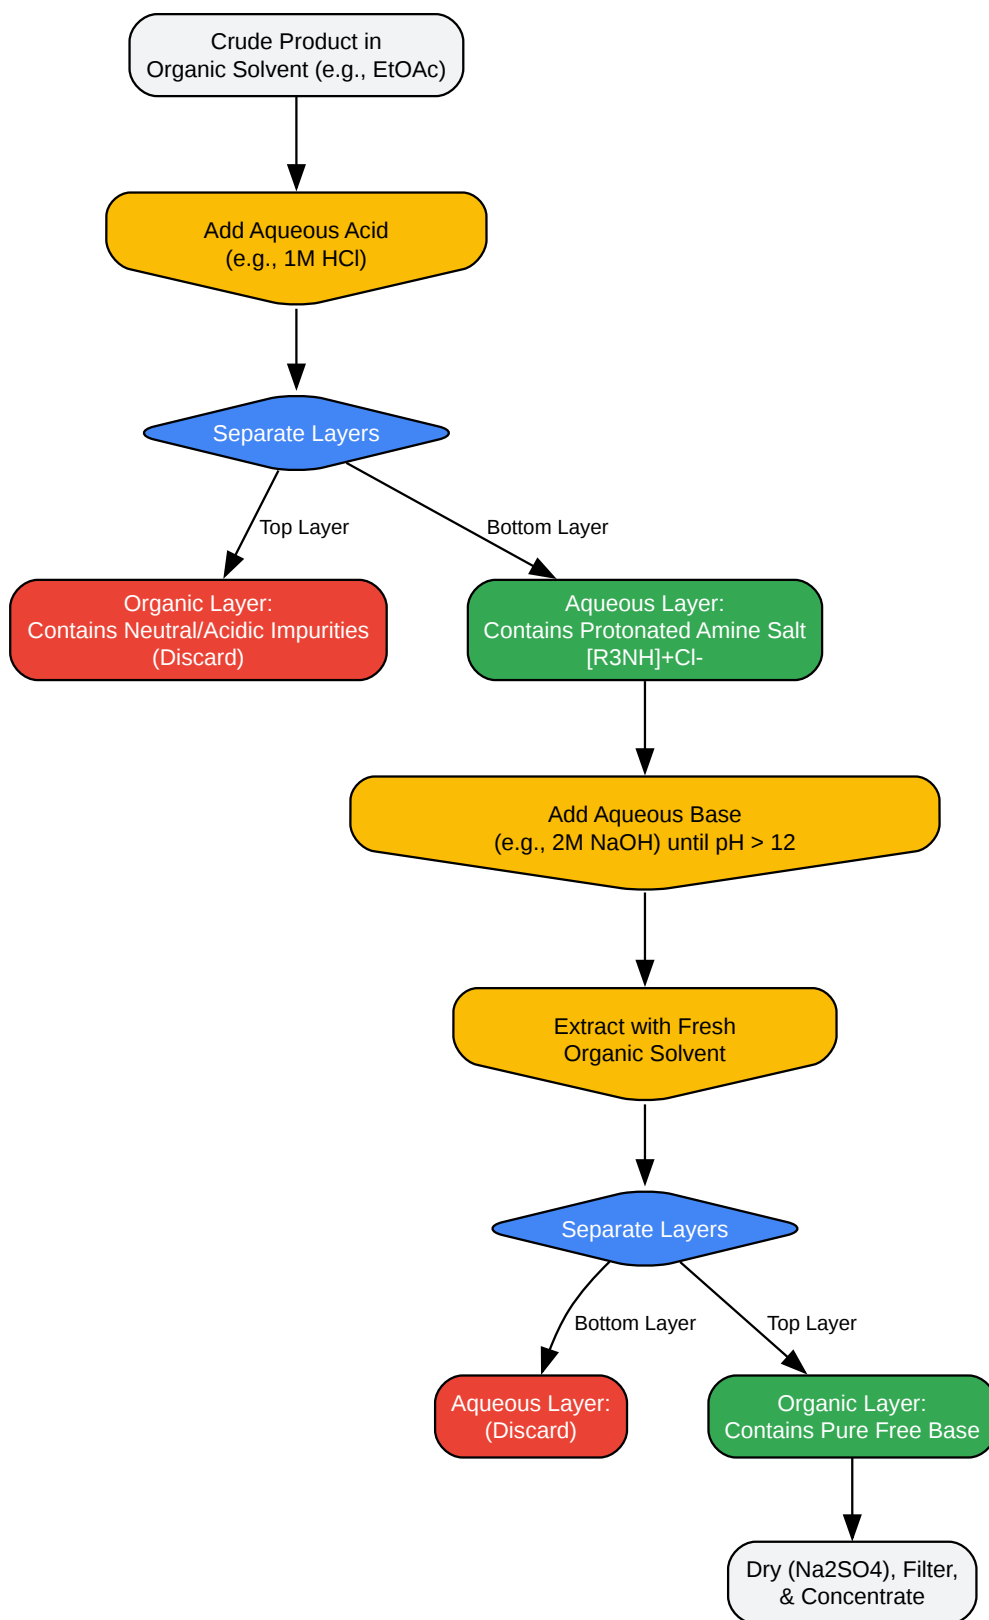 Crude Product in
Organic Solvent (e.g., EtOAc)
Add Aqueous Acid
(e.g., 1M HCl)
Separate Layers
Top Layer
Bottom Layer
Organic Layer:
Contains Neutral/Acidic Impurities
(Discard)
Aqueous Layer:
Contains Protonated Amine Salt
[R3NH]+Cl-
Add Aqueous Base
(e.g., 2M NaOH) until pH > 12
Extract with Fresh
Organic Solvent
Separate Layers
Bottom Layer
Top Layer
Aqueous Layer:
(Discard)
Organic Layer:
Contains Pure Free Base
Dry (Na2SO4), Filter,
& Concentrate